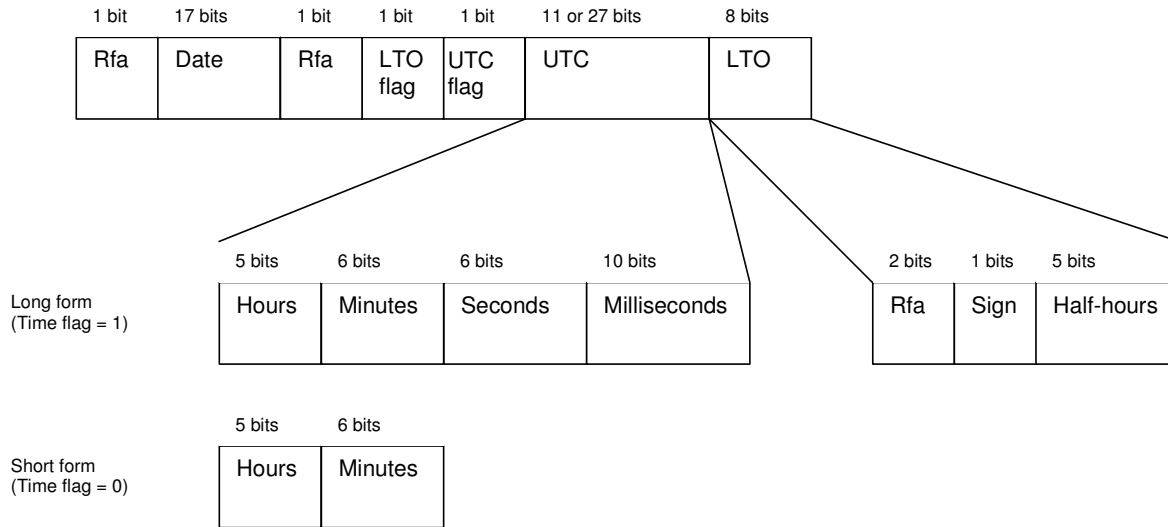 1 bit 17 bits 1 bit 1 bit 1 bit 11 or 27 bits 8 bits
Rfa Date Rfa LTO flag UTC flag UTC LTO
5 bits 6 bits 6 bits 10 bits 2 bits 1 bits 5 bits
Long form
(Time flag = 1)
Hours Minutes Seconds Milliseconds Rfa Sign Half-hours
5 bits 6 bits
Short form
(Time flag = 0)
Hours Minutes